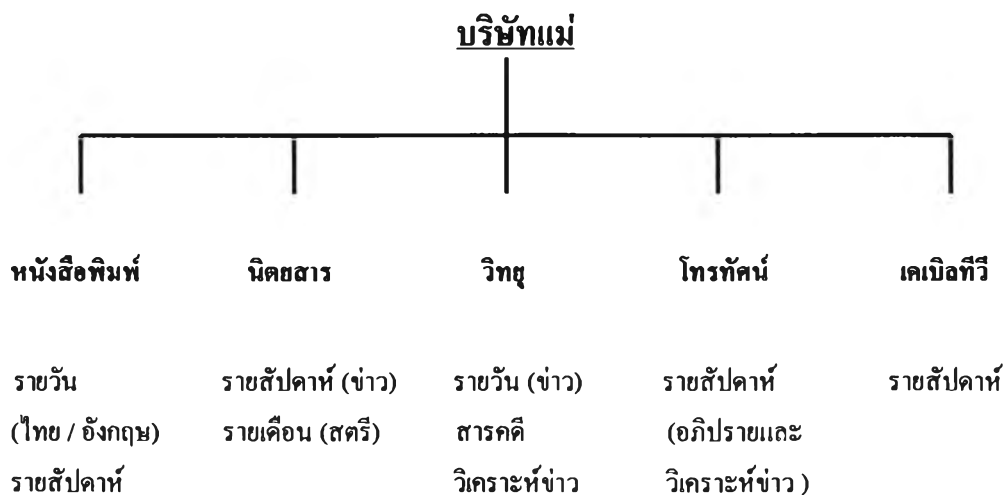 บริษัทแม่
หนังสือพิมพ์ นิตยสาร วิทยุ โทรทัศน์ เคเบิลทีวี
รายวัน รายสัปดาห์ (ข่าว) รายวัน (ข่าว) รายสัปดาห์ รายสัปดาห์
(ไทย / อังกฤษ) รายเดือน (สตรี) สารคดี (อภิปรายและ
รายสัปดาห์ วิเคราะห์ข่าว วิเคราะห์ข่าว )